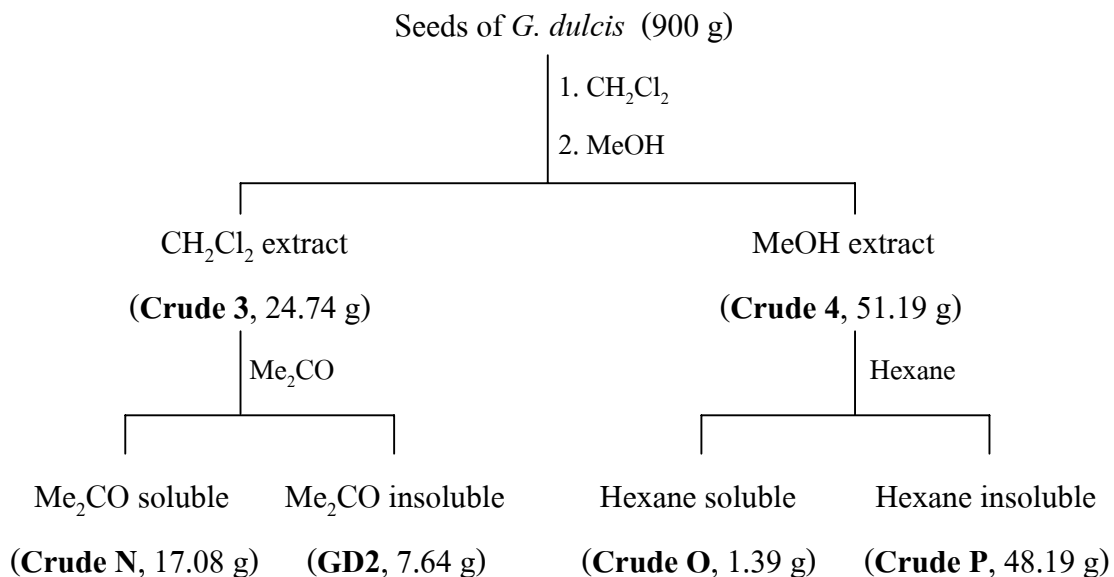 Seeds of G. dulcis (900 g)
1. CH₂Cl₂
2. MeOH
CH₂Cl₂ extract
(Crude 3, 24.74 g)
MeOH extract
(Crude 4, 51.19 g)
Me₂CO
Hexane
Me₂CO soluble
(Crude N, 17.08 g)
Me₂CO insoluble
(GD2, 7.64 g)
Hexane soluble
(Crude O, 1.39 g)
Hexane insoluble
(Crude P, 48.19 g)